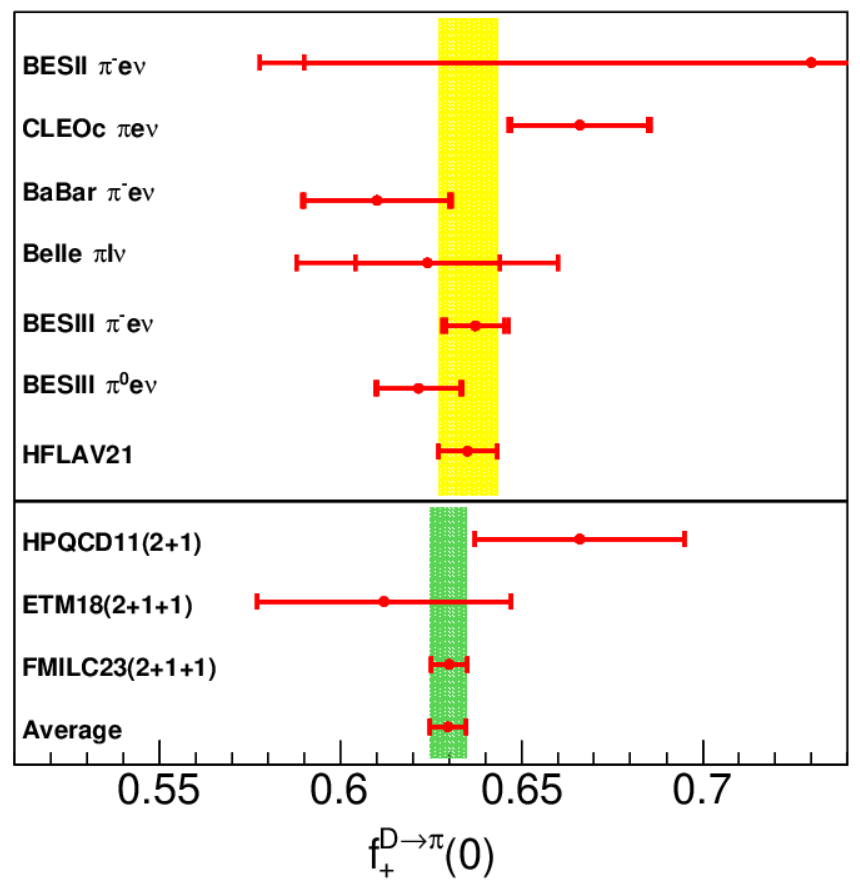 BESII π⁻eν
CLEOc πeν
BaBar π⁻eν
Belle πlν
BESIII π⁻eν
BESIII π⁰eν
HFLAV21
HPQCD11(2+1)
ETM18(2+1+1)
FMILC23(2+1+1)
Average
0.55 0.6 0.65 0.7
f₊^{D→π}(0)